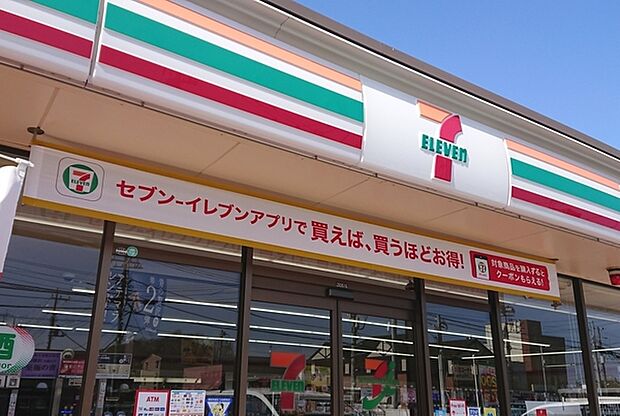 7
ELEVEN
セブン-イレブンアプリで買えば、買うほどお得!
対象商品を購入すると
クーポンもらえる!
酒
ATM